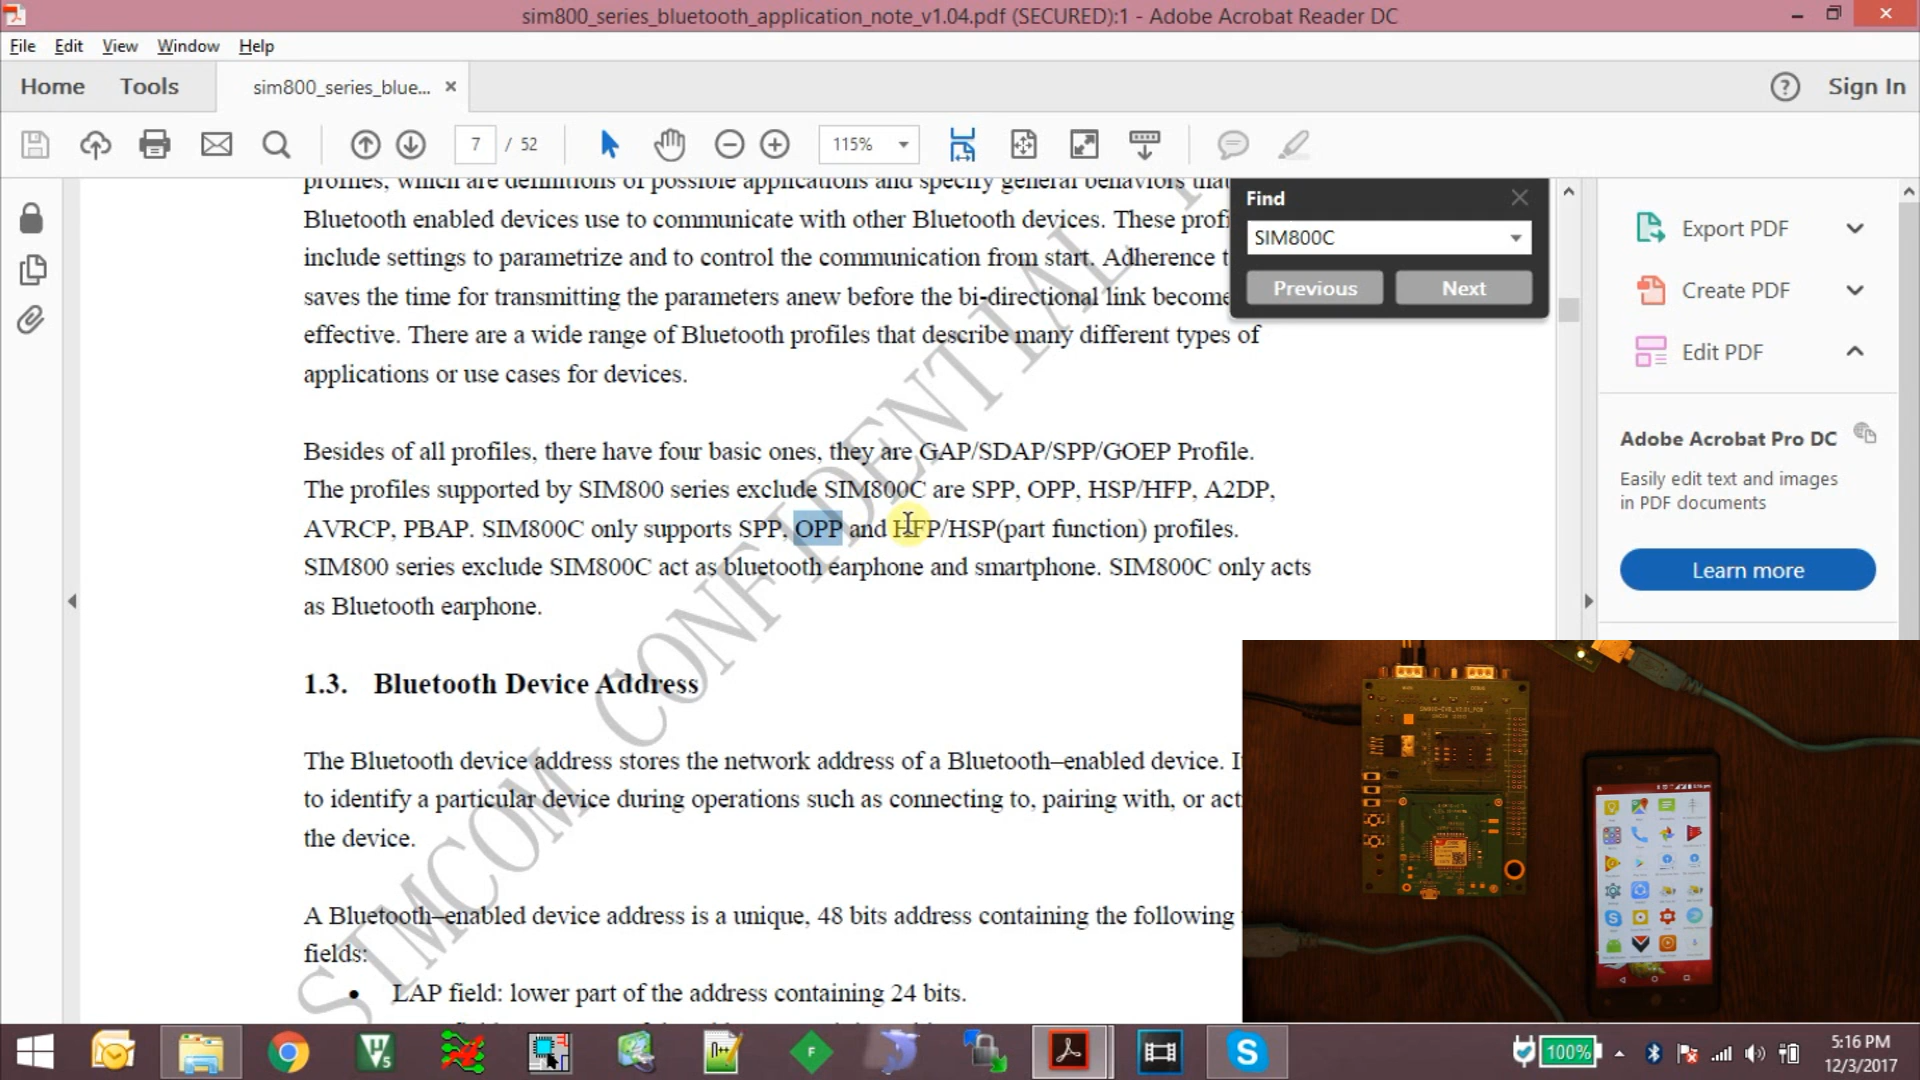 sim800_series_bluetooth_application_note_v1.04.pdf (SECURED):1 - Adobe Acrobat Reader DC
File Edit View Window Help
Home Tools sim800_series_blue... × Sign In
7 / 52 115%
profiles, which are definitions of possible applications and specify general behaviors that
Bluetooth enabled devices use to communicate with other Bluetooth devices. These profi
include settings to parametrize and to control the communication from start. Adherence t
saves the time for transmitting the parameters anew before the bi-directional link become
effective. There are a wide range of Bluetooth profiles that describe many different types of
applications or use cases for devices.
Besides of all profiles, there have four basic ones, they are GAP/SDAP/SPP/GOEP Profile.
The profiles supported by SIM800 series exclude SIM800C are SPP, OPP, HSP/HFP, A2DP,
AVRCP, PBAP. SIM800C only supports SPP, OPP and HFP/HSP(part function) profiles.
SIM800 series exclude SIM800C act as bluetooth earphone and smartphone. SIM800C only acts
as Bluetooth earphone.
1.3. Bluetooth Device Address
The Bluetooth device address stores the network address of a Bluetooth–enabled device. I
to identify a particular device during operations such as connecting to, pairing with, or act
the device.
A Bluetooth–enabled device address is a unique, 48 bits address containing the following
fields:
• LAP field: lower part of the address containing 24 bits.
SIMCOM CONFIDENTIAL
Find
SIM800C
Previous Next
Export PDF
Create PDF
Edit PDF
Adobe Acrobat Pro DC
Easily edit text and images
in PDF documents
Learn more
100%
5:16 PM
12/3/2017